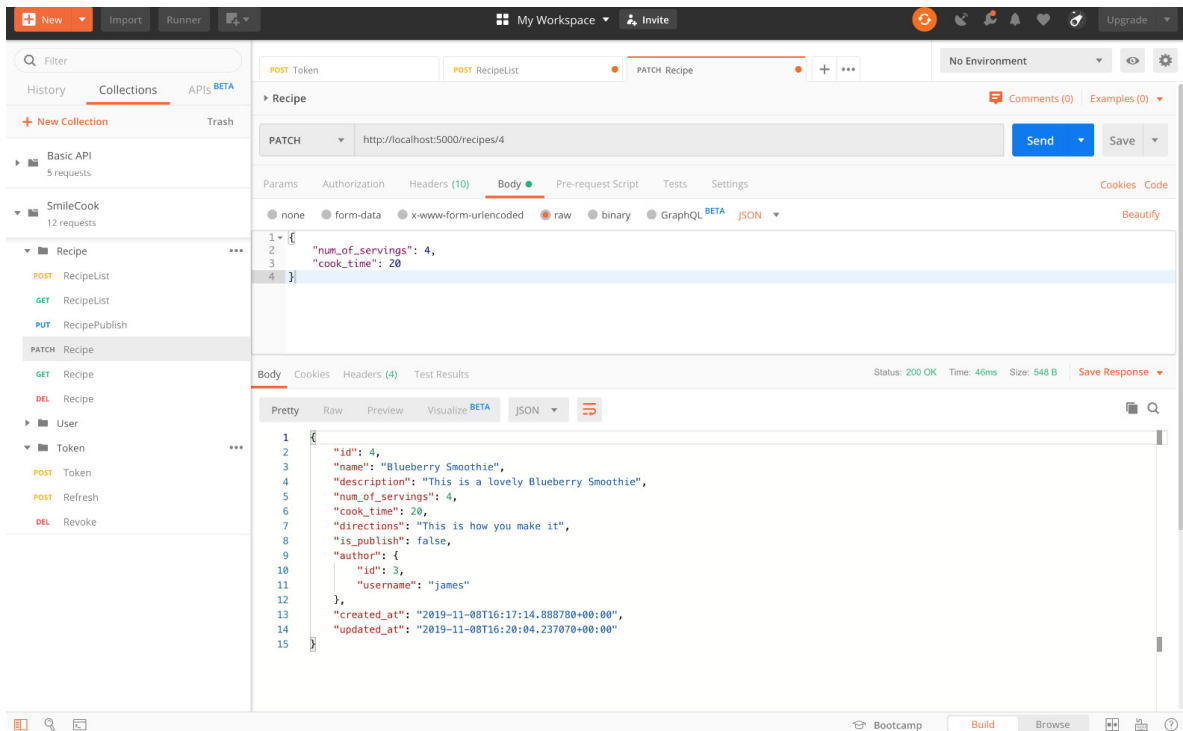 New Import Runner My Workspace Invite Upgrade
Filter
History Collections APIs BETA
+ New Collection Trash
Basic API
5 requests
SmileCook
12 requests
Recipe
POST RecipeList
GET RecipeList
PUT RecipePublish
PATCH Recipe
GET Recipe
DEL Recipe
User
Token
POST Token
POST Refresh
DEL Revoke
POST Token POST RecipeList PATCH Recipe + ••• No Environment
Recipe Comments (0) Examples (0)
PATCH http://localhost:5000/recipes/4 Send Save
Params Authorization Headers (10) Body Pre-request Script Tests Settings Cookies Code
none form-data x-www-form-urlencoded raw binary GraphQL BETA JSON Beautify
1 {
2 "num_of_servings": 4,
3 "cook_time": 20
4 }
Body Cookies Headers (4) Test Results Status: 200 OK Time: 46ms Size: 548 B Save Response
Pretty Raw Preview Visualize BETA JSON
1 {
2 "id": 4,
3 "name": "Blueberry Smoothie",
4 "description": "This is a lovely Blueberry Smoothie",
5 "num_of_servings": 4,
6 "cook_time": 20,
7 "directions": "This is how you make it",
8 "is_publish": false,
9 "author": {
10 "id": 3,
11 "username": "james"
12 },
13 "created_at": "2019-11-08T16:17:14.888780+00:00",
14 "updated_at": "2019-11-08T16:20:04.237070+00:00"
15 }
Bootcamp Build Browse